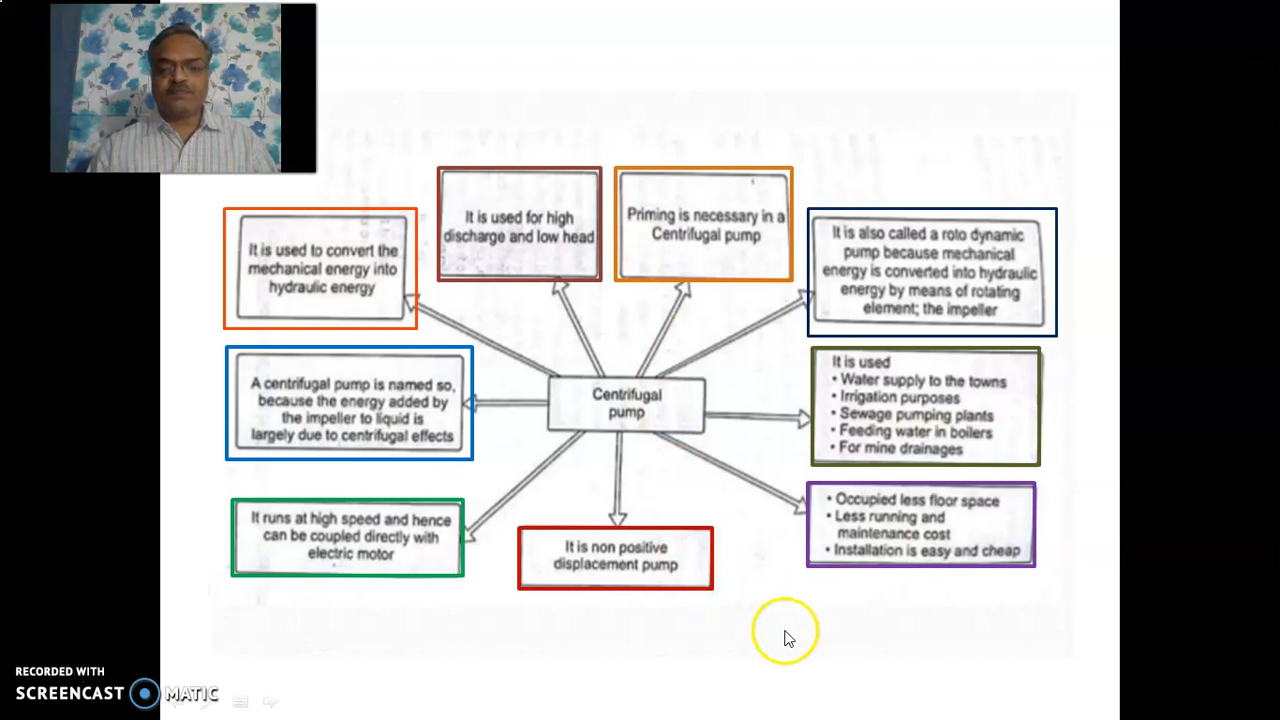 It is used to convert the
mechanical energy into
hydraulic energy
It is used for high
discharge and low head
Priming is necessary in a
Centrifugal pump
It is also called a roto dynamic
pump because mechanical
energy is converted into hydraulic
energy by means of rotating
element; the impeller
A centrifugal pump is named so,
because the energy added by
the impeller to liquid is
largely due to centrifugal effects
Centrifugal
pump
It is used
• Water supply to the towns
• Irrigation purposes
• Sewage pumping plants
• Feeding water in boilers
• For mine drainages
It runs at high speed and hence
can be coupled directly with
electric motor
It is non positive
displacement pump
• Occupied less floor space
• Less running and
maintenance cost
• Installation is easy and cheap
RECORDED WITH
SCREENCAST MATIC